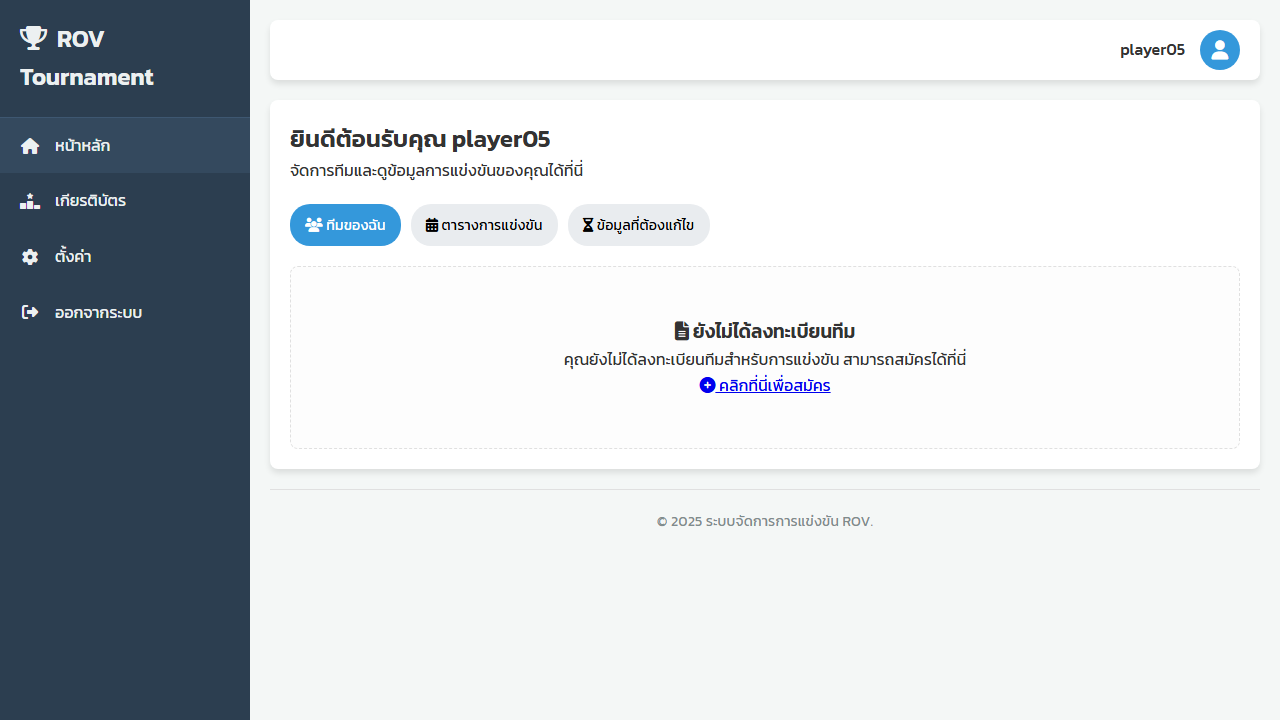 ROV
Tournament
หน้าหลัก
เกียรติบัตร
ตั้งค่า
ออกจากระบบ
player05
ยินดีต้อนรับคุณ player05
จัดการทีมและดูข้อมูลการแข่งขันของคุณได้ที่นี่
ทีมของฉัน
ตารางการแข่งขัน
ข้อมูลที่ต้องแก้ไข
ยังไม่ได้ลงทะเบียนทีม
คุณยังไม่ได้ลงทะเบียนทีมสำหรับการแข่งขัน สามารถสมัครได้ที่นี่
คลิกที่นี่เพื่อสมัคร
© 2025 ระบบจัดการการแข่งขัน ROV.